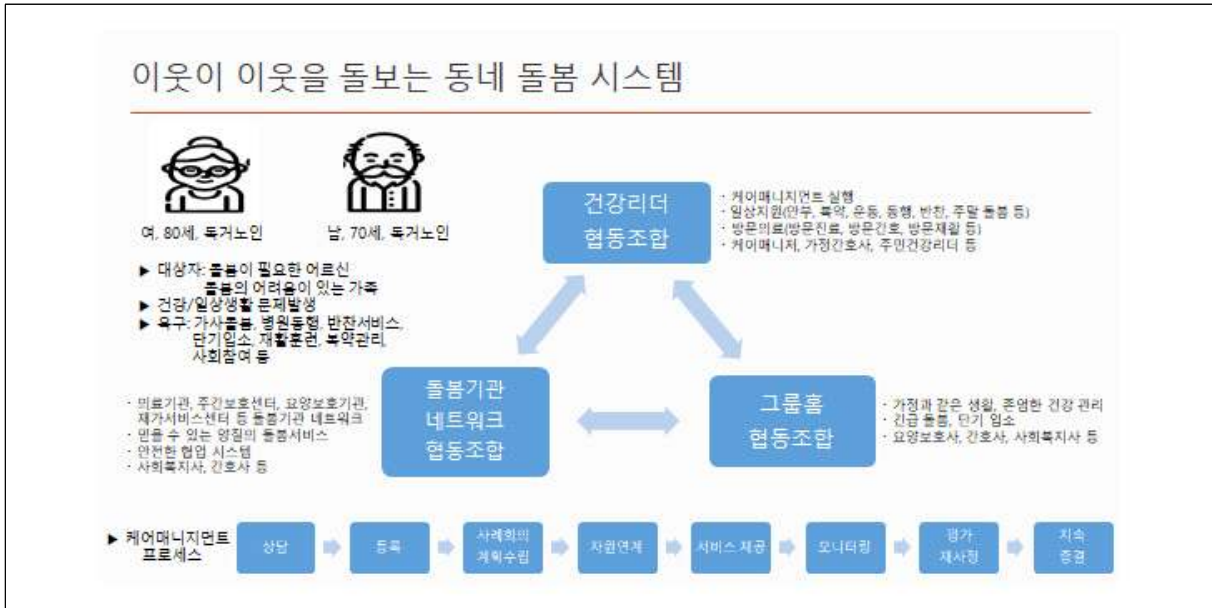 이웃이 이웃을 돌보는 동네 돌봄 시스템
여, 80세, 독거노인
남, 70세, 독거노인
▶ 대상자: 돌봄이 필요한 어르신
돌봄의 어려움이 있는 가족
▶ 건강/일상생활 문제발생
▶ 욕구: 가사돌봄, 병원동행, 반찬서비스,
단기입소, 재활훈련, 복약관리,
사회참여 등
건강리더
협동조합
· 케어매니지먼트 실행
· 일상지원(안부, 복약, 운동, 동행, 반찬, 주말 돌봄 등)
· 방문의료(방문진료, 방문간호, 방문재활 등)
· 케어매니저, 가정간호사, 주민건강리더 등
· 의료기관, 주간보호센터, 요양보호기관,
재가서비스센터 등 돌봄기관 네트워크
· 믿을 수 있는 양질의 돌봄서비스
· 안전한 협업 시스템
· 사회복지사, 간호사 등
돌봄기관
네트워크
협동조합
그룹홈
협동조합
· 가정과 같은 생활, 존엄한 건강 관리
· 긴급 돌봄, 단기 입소
· 요양보호사, 간호사, 사회복지사 등
▶ 케어매니지먼트
프로세스
상담
등록
사례회의
계획수립
자원연계
서비스 제공
모니터링
평가
재사정
지속
종결